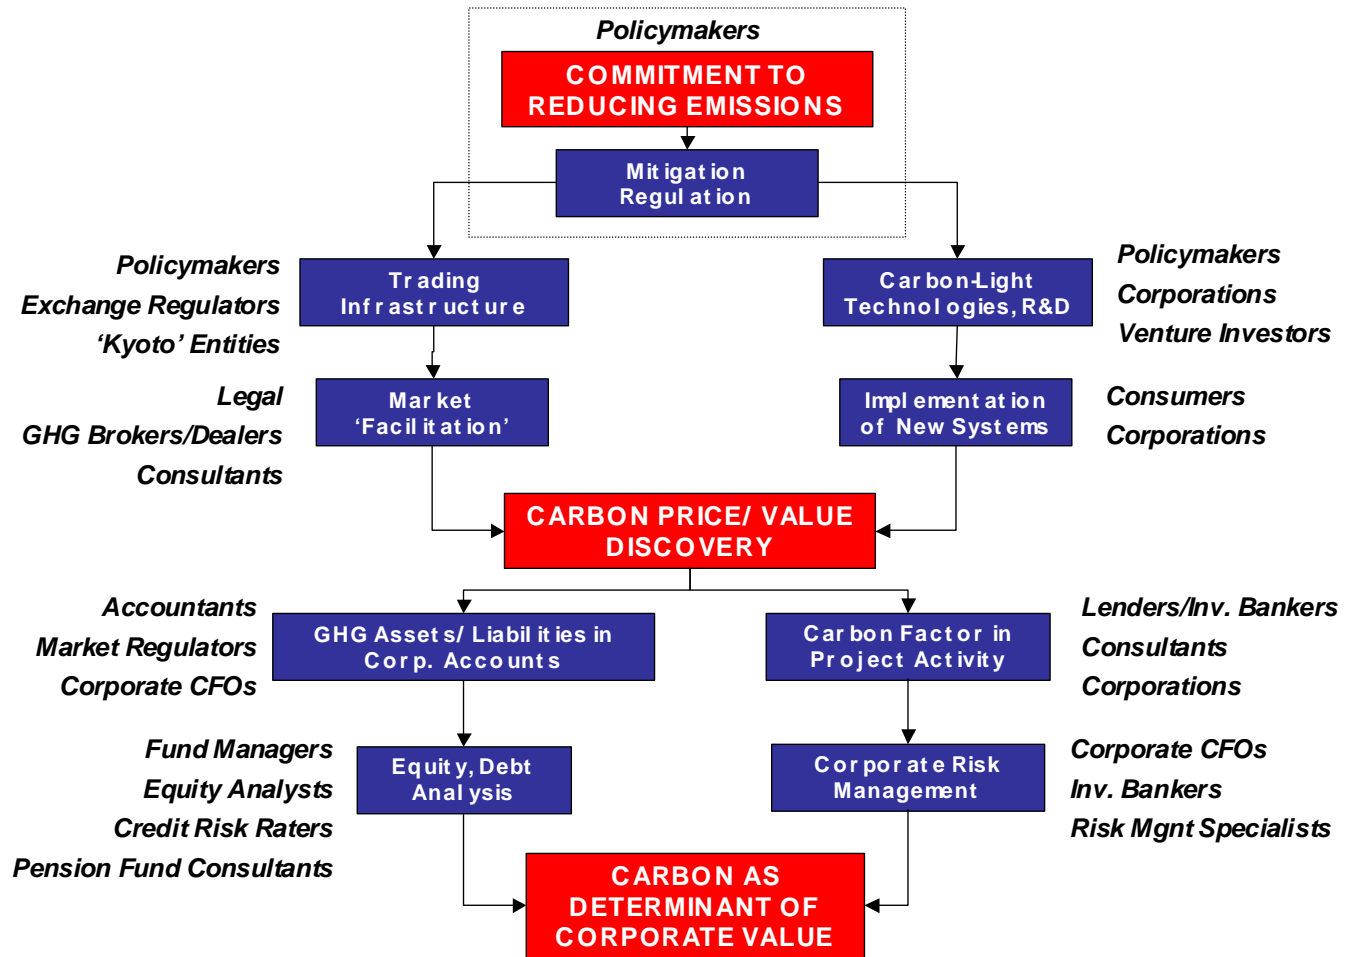 Policymakers
COMMITMENT TO
REDUCING EMISSIONS
Mitigation
Regulation
Policymakers
Exchange Regulators
‘Kyoto’ Entities
Trading
Infrastructure
Carbon-Light
Technologies, R&D
Policymakers
Corporations
Venture Investors
Legal
GHG Brokers/Dealers
Consultants
Market
‘Facilitation’
Implementation
of New Systems
Consumers
Corporations
CARBON PRICE/ VALUE
DISCOVERY
Accountants
Market Regulators
Corporate CFOs
GHG Assets/ Liabilities in
Corp. Accounts
Carbon Factor in
Project Activity
Lenders/Inv. Bankers
Consultants
Corporations
Fund Managers
Equity Analysts
Credit Risk Raters
Pension Fund Consultants
Equity, Debt
Analysis
Corporate Risk
Management
Corporate CFOs
Inv. Bankers
Risk Mgnt Specialists
CARBON AS
DETERMINANT OF
CORPORATE VALUE